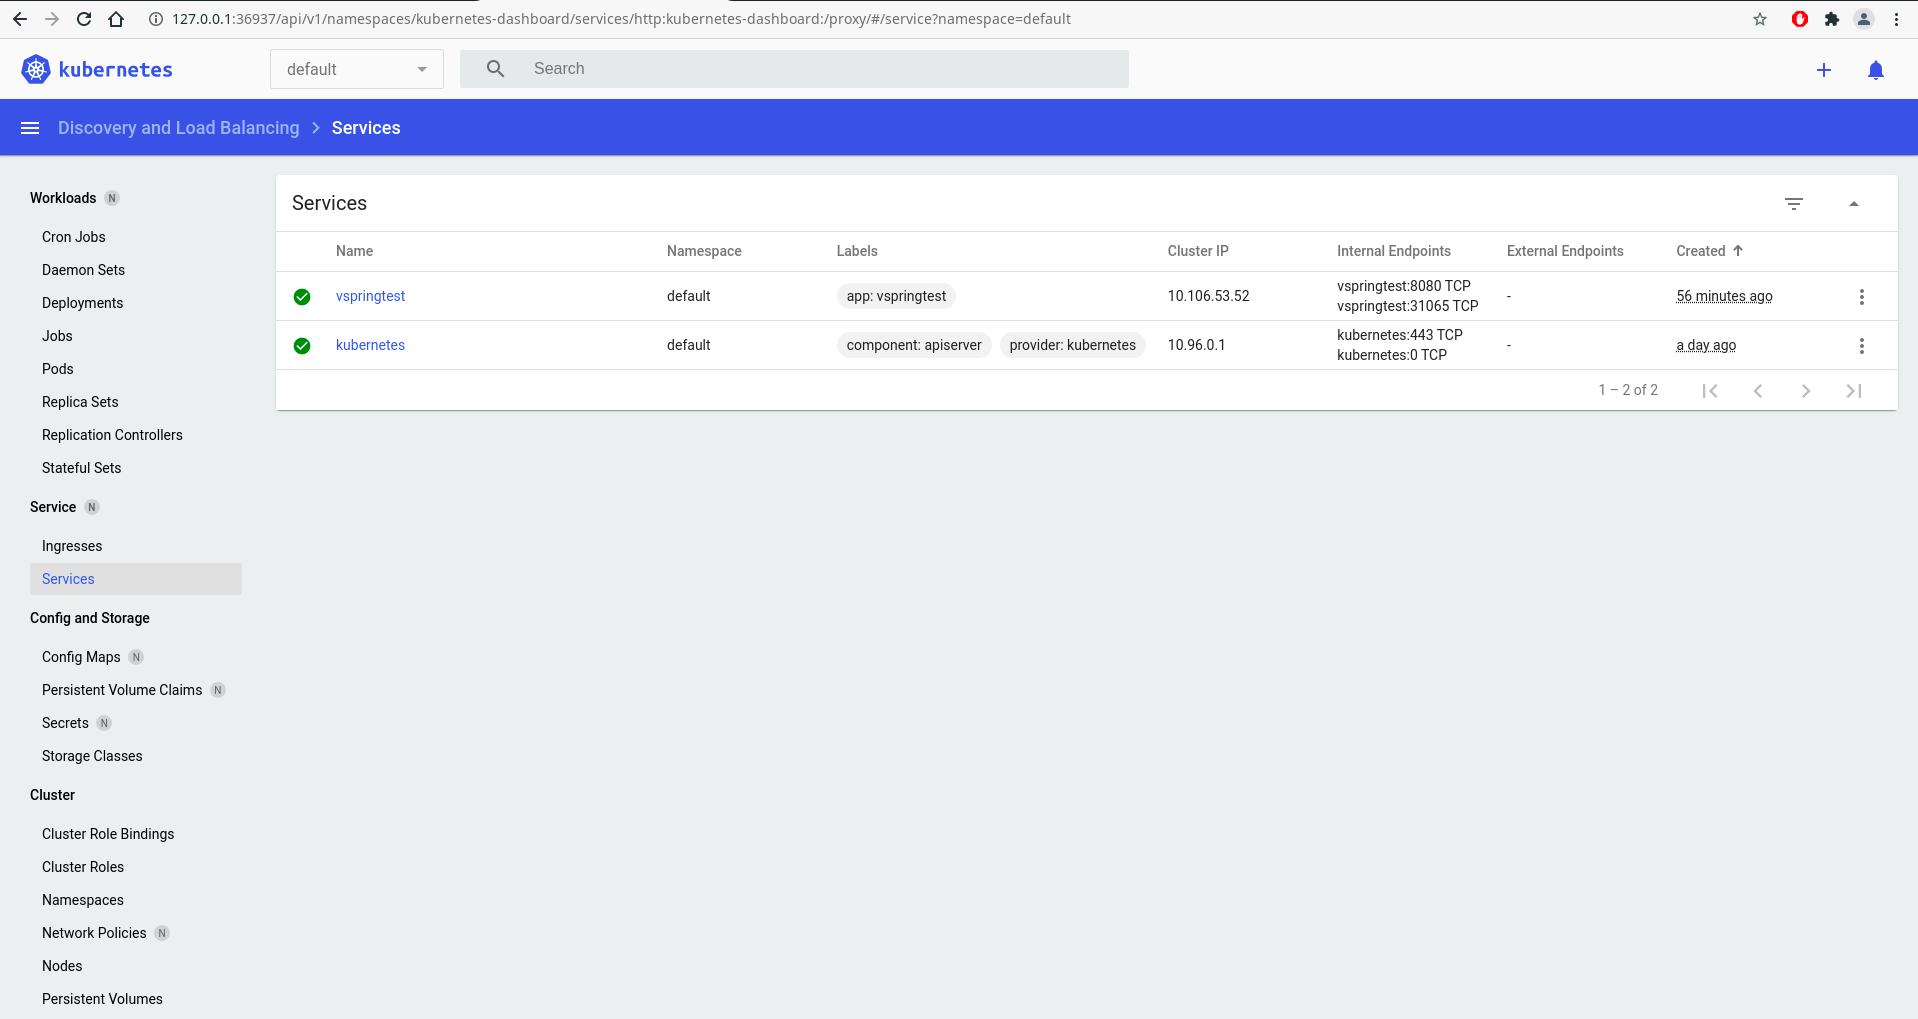 127.0.0.1:36937/api/v1/namespaces/kubernetes-dashboard/services/http:kubernetes-dashboard:/proxy/#/service?namespace=default
kubernetes
default
Search
Discovery and Load Balancing
Services
Workloads N
Cron Jobs
Daemon Sets
Deployments
Jobs
Pods
Replica Sets
Replication Controllers
Stateful Sets
Service N
Ingresses
Services
Config and Storage
Config Maps N
Persistent Volume Claims N
Secrets N
Storage Classes
Cluster
Cluster Role Bindings
Cluster Roles
Namespaces
Network Policies N
Nodes
Persistent Volumes
Services
Name Namespace Labels Cluster IP Internal Endpoints External Endpoints Created
vspringtest default app: vspringtest 10.106.53.52 vspringtest:8080 TCP - 56 minutes ago
vspringtest:31065 TCP
kubernetes default component: apiserver provider: kubernetes 10.96.0.1 kubernetes:443 TCP - a day ago
kubernetes:0 TCP
1 – 2 of 2